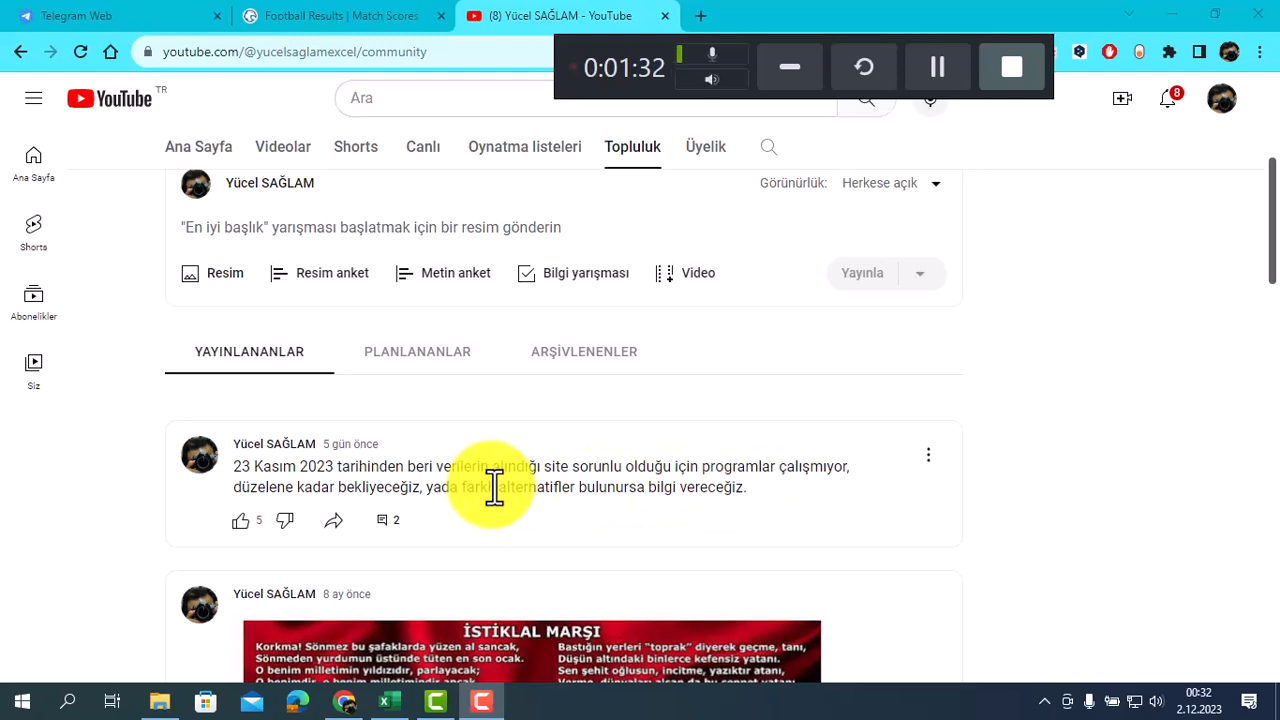 Telegram Web
Football Results | Match Scores
(8) Yücel SAĞLAM - YouTube
youtube.com/@yucelsaglamexcel/community
0:01:32
YouTube TR
Ara
8
Ana Sayfa
Videolar
Shorts
Canlı
Oynatma listeleri
Topluluk
Üyelik
Ana Sayfa
Shorts
Abonelikler
Siz
Yücel SAĞLAM
Görünürlük: Herkese açık
"En iyi başlık" yarışması başlatmak için bir resim gönderin
Resim
Resim anket
Metin anket
Bilgi yarışması
Video
Yayınla
YAYINLANANLAR
PLANLANANLAR
ARŞİVLENENLER
Yücel SAĞLAM 5 gün önce
23 Kasım 2023 tarihinden beri verilerin alındığı site sorunlu olduğu için programlar çalışmıyor,
düzelene kadar bekliyeceğiz, yada farklı alternatifler bulunursa bilgi vereceğiz.
5
2
Yücel SAĞLAM 8 ay önce
İSTİKLAL MARŞI
Korkma! Sönmez bu şafaklarda yüzen al sancak,
Sönmeden yurdumun üstünde tüten en son ocak.
O benim milletimin yıldızıdır, parlayacak;
Bastığın yerleri "toprak" diyerek geçme, tanı,
Düşün altındaki binlerce kefensiz yatanı.
Sen şehit oğlusun, incitme, yazıktır atanı,
00:32
2.12.2023